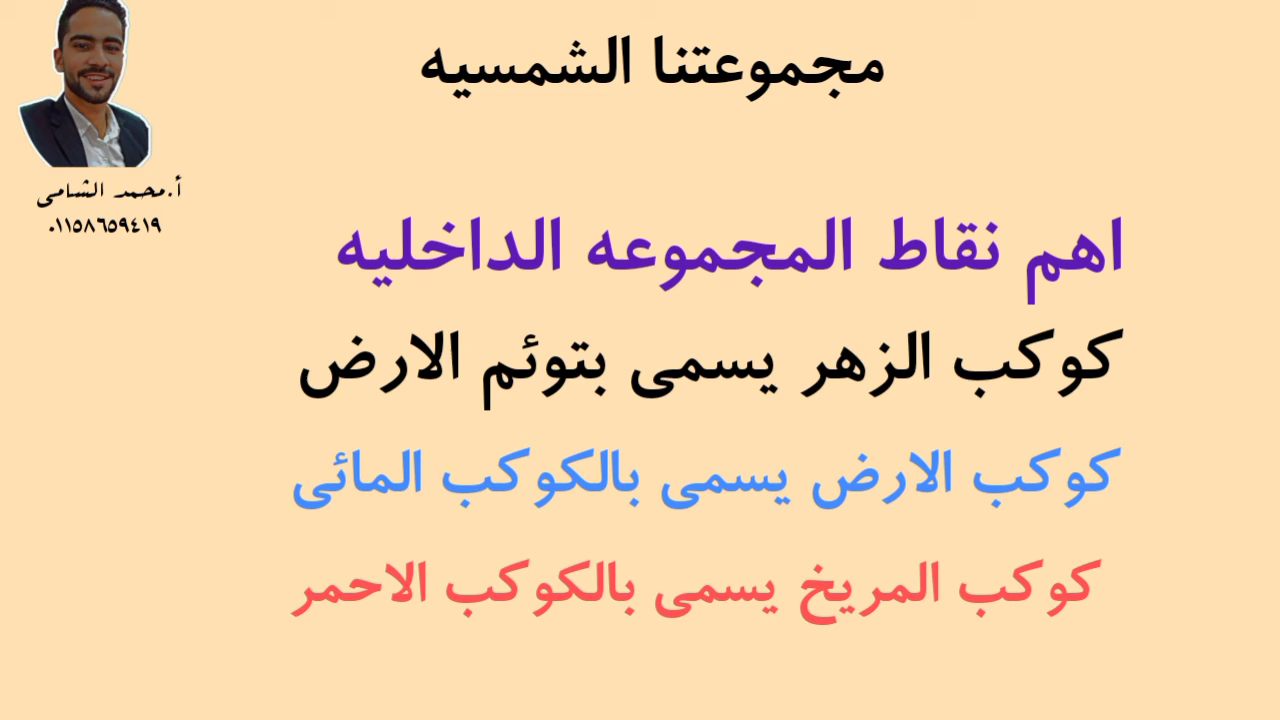 مجموعتنا الشمسيه
أ.محمد الشامى
٠١١٥٨٦٥٩٤١٩
اهم نقاط المجموعه الداخليه
كوكب الزهر يسمى بتوئم الارض
كوكب الارض يسمى بالكوكب المائى
كوكب المريخ يسمى بالكوكب الاحمر